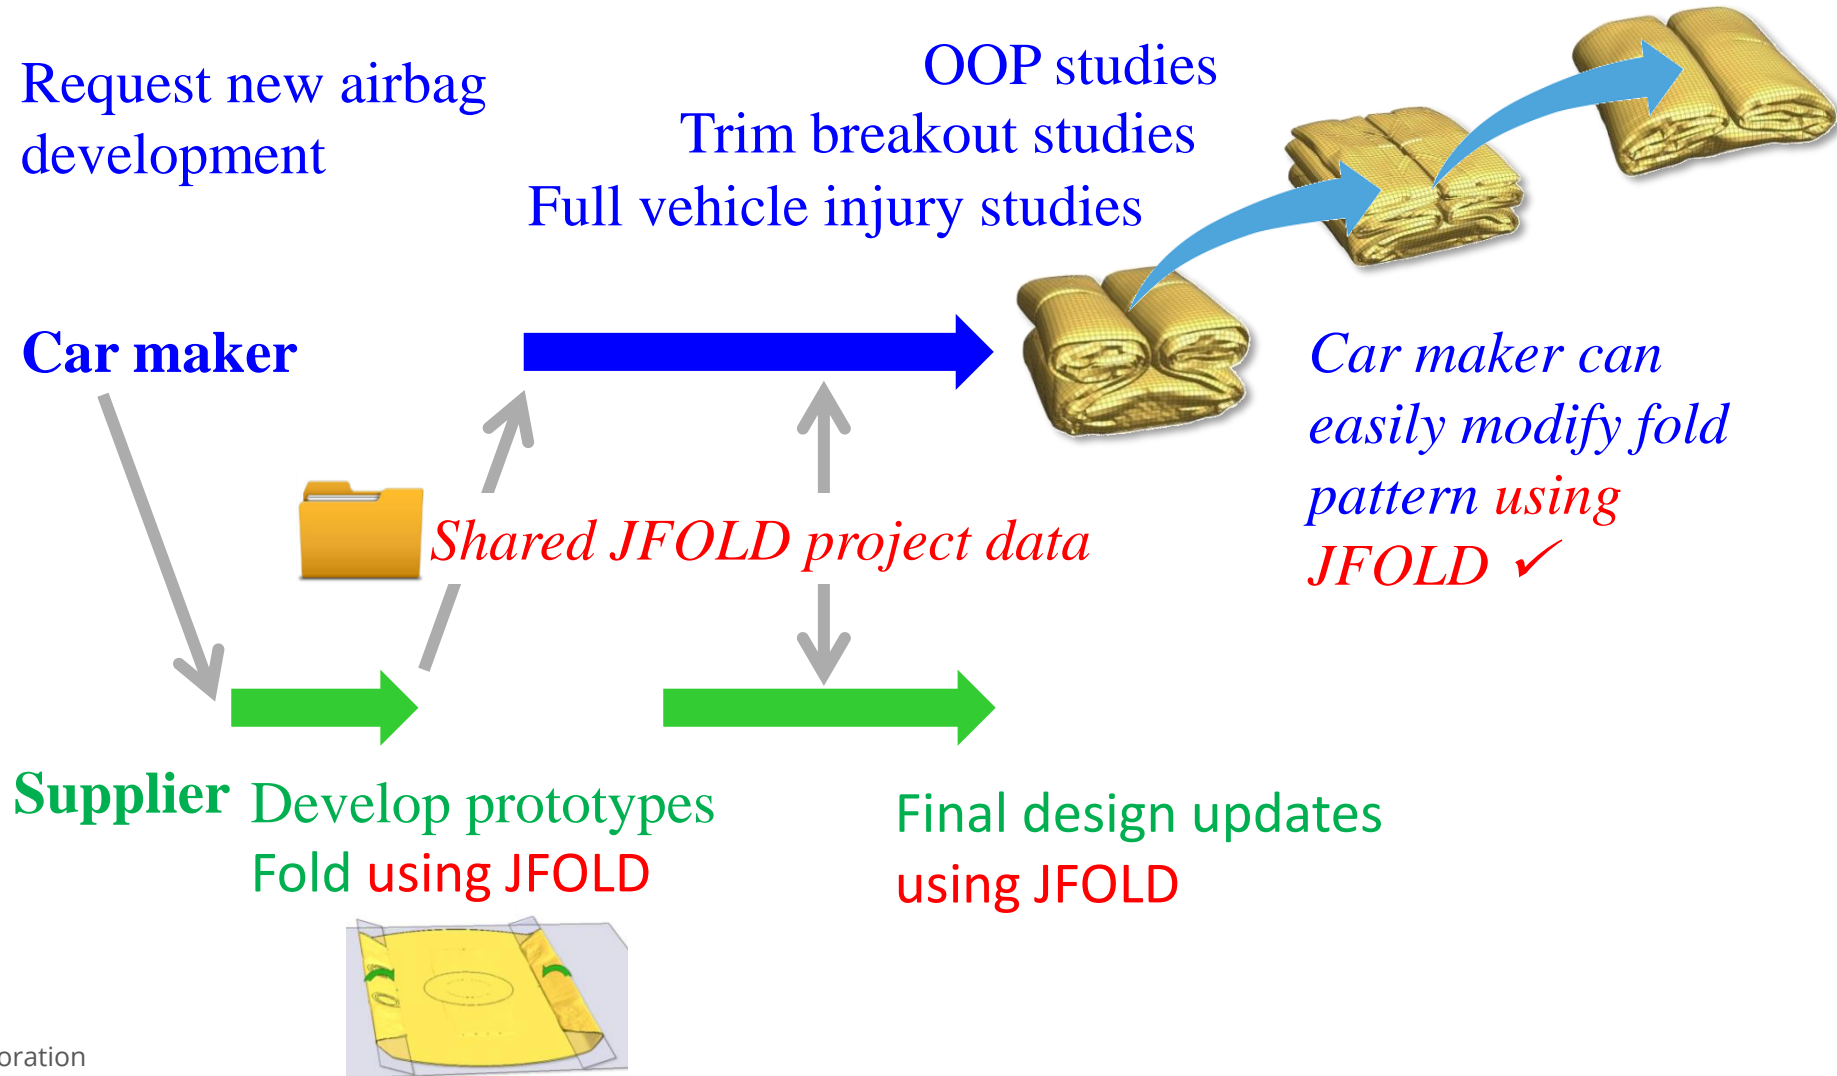 Request new airbag
development
OOP studies
Trim breakout studies
Full vehicle injury studies
Car maker
Car maker can
easily modify fold
pattern using
JFOLD ✓
Shared JFOLD project data
Supplier
Develop prototypes
Fold using JFOLD
Final design updates
using JFOLD
oration